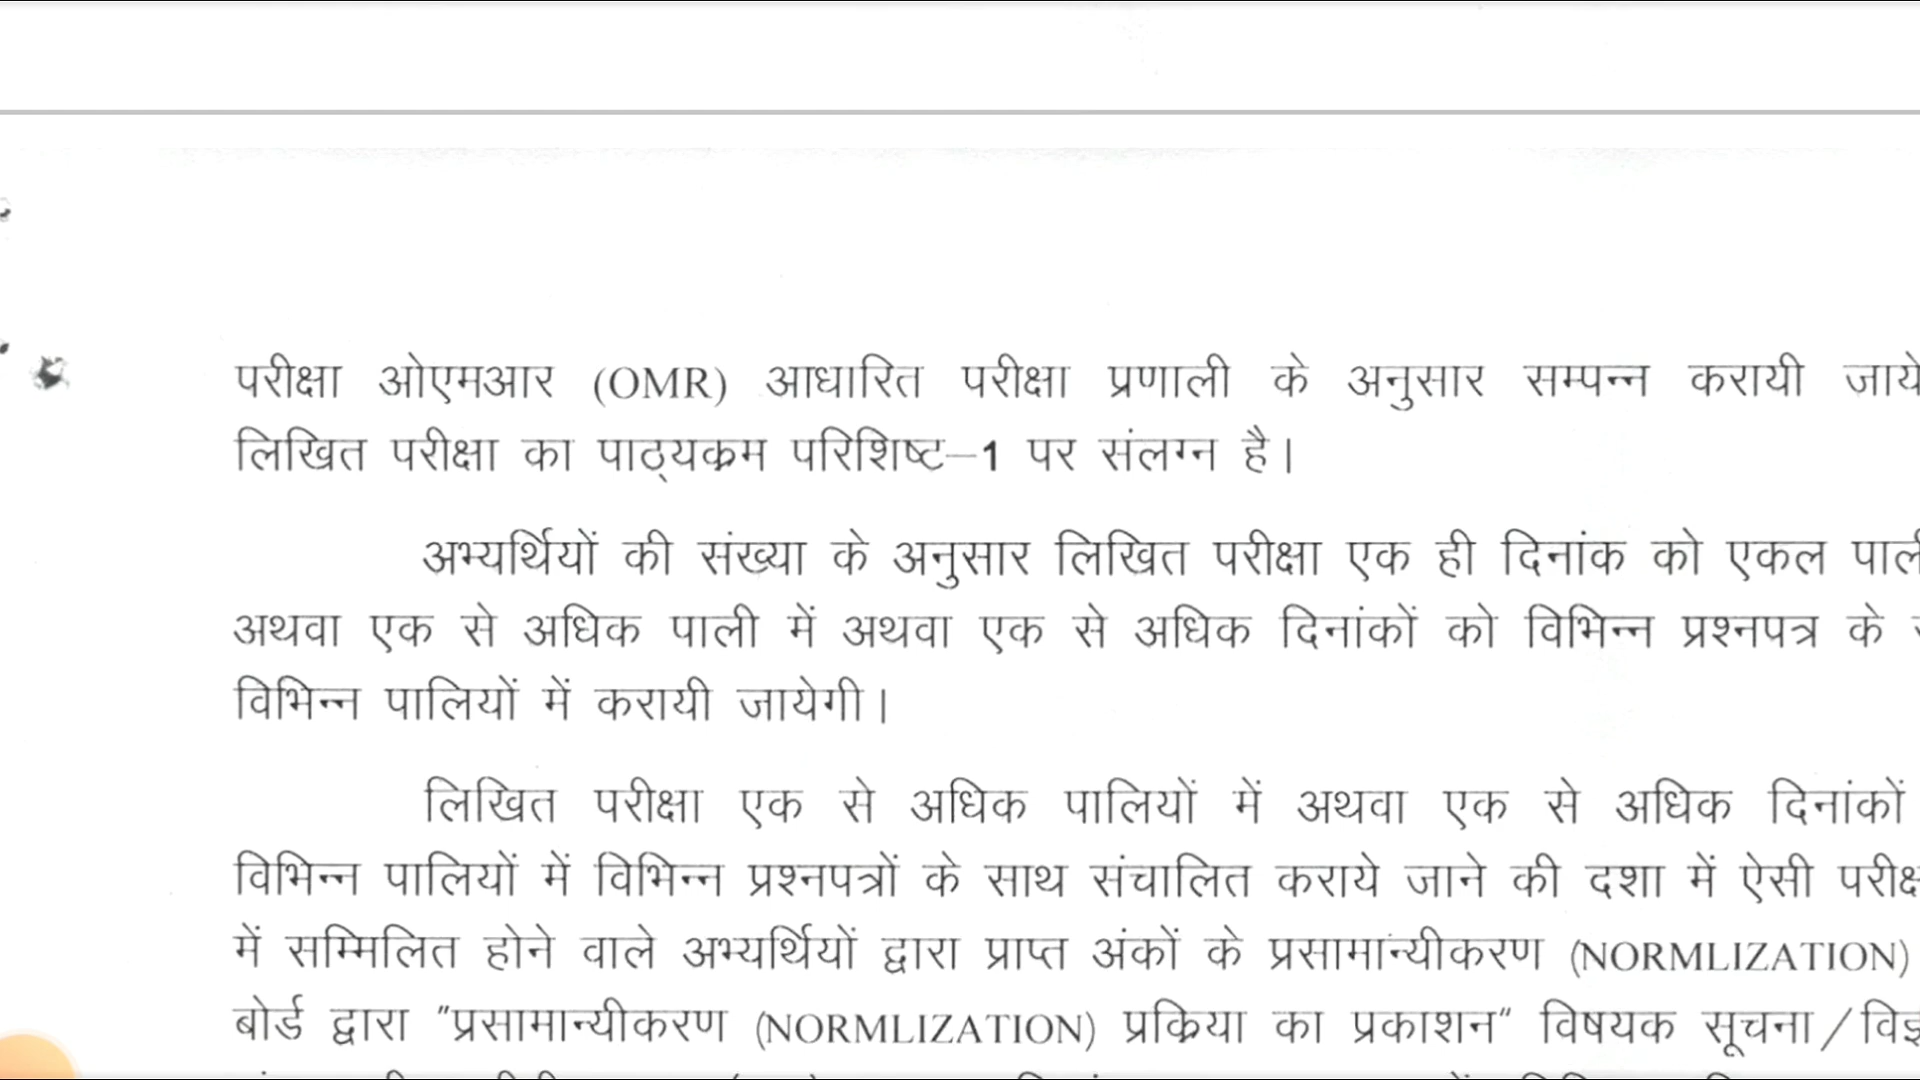 परीक्षा ओएमआर (OMR) आधारित परीक्षा प्रणाली के अनुसार सम्पन्न करायी
लिखित परीक्षा का पाठ्यक्रम परिशिष्ट–1 पर संलग्न है।
अभ्यर्थियों की संख्या के अनुसार लिखित परीक्षा एक ही दिनांक को एकल
अथवा एक से अधिक पाली में अथवा एक से अधिक दिनांकों को विभिन्न प्रश्नपत्र के
विभिन्न पालियों में करायी जायेगी।
लिखित परीक्षा एक से अधिक पालियों में अथवा एक से अधिक दिनांकों
विभिन्न पालियों में विभिन्न प्रश्नपत्रों के साथ संचालित कराये जाने की दशा में ऐसी
में सम्मिलित होने वाले अभ्यर्थियों द्वारा प्राप्त अंकों के प्रसामान्यीकरण (NORMLIZATION)
बोर्ड द्वारा "प्रसामान्यीकरण (NORMLIZATION) प्रक्रिया का प्रकाशन" विषयक सूचना/